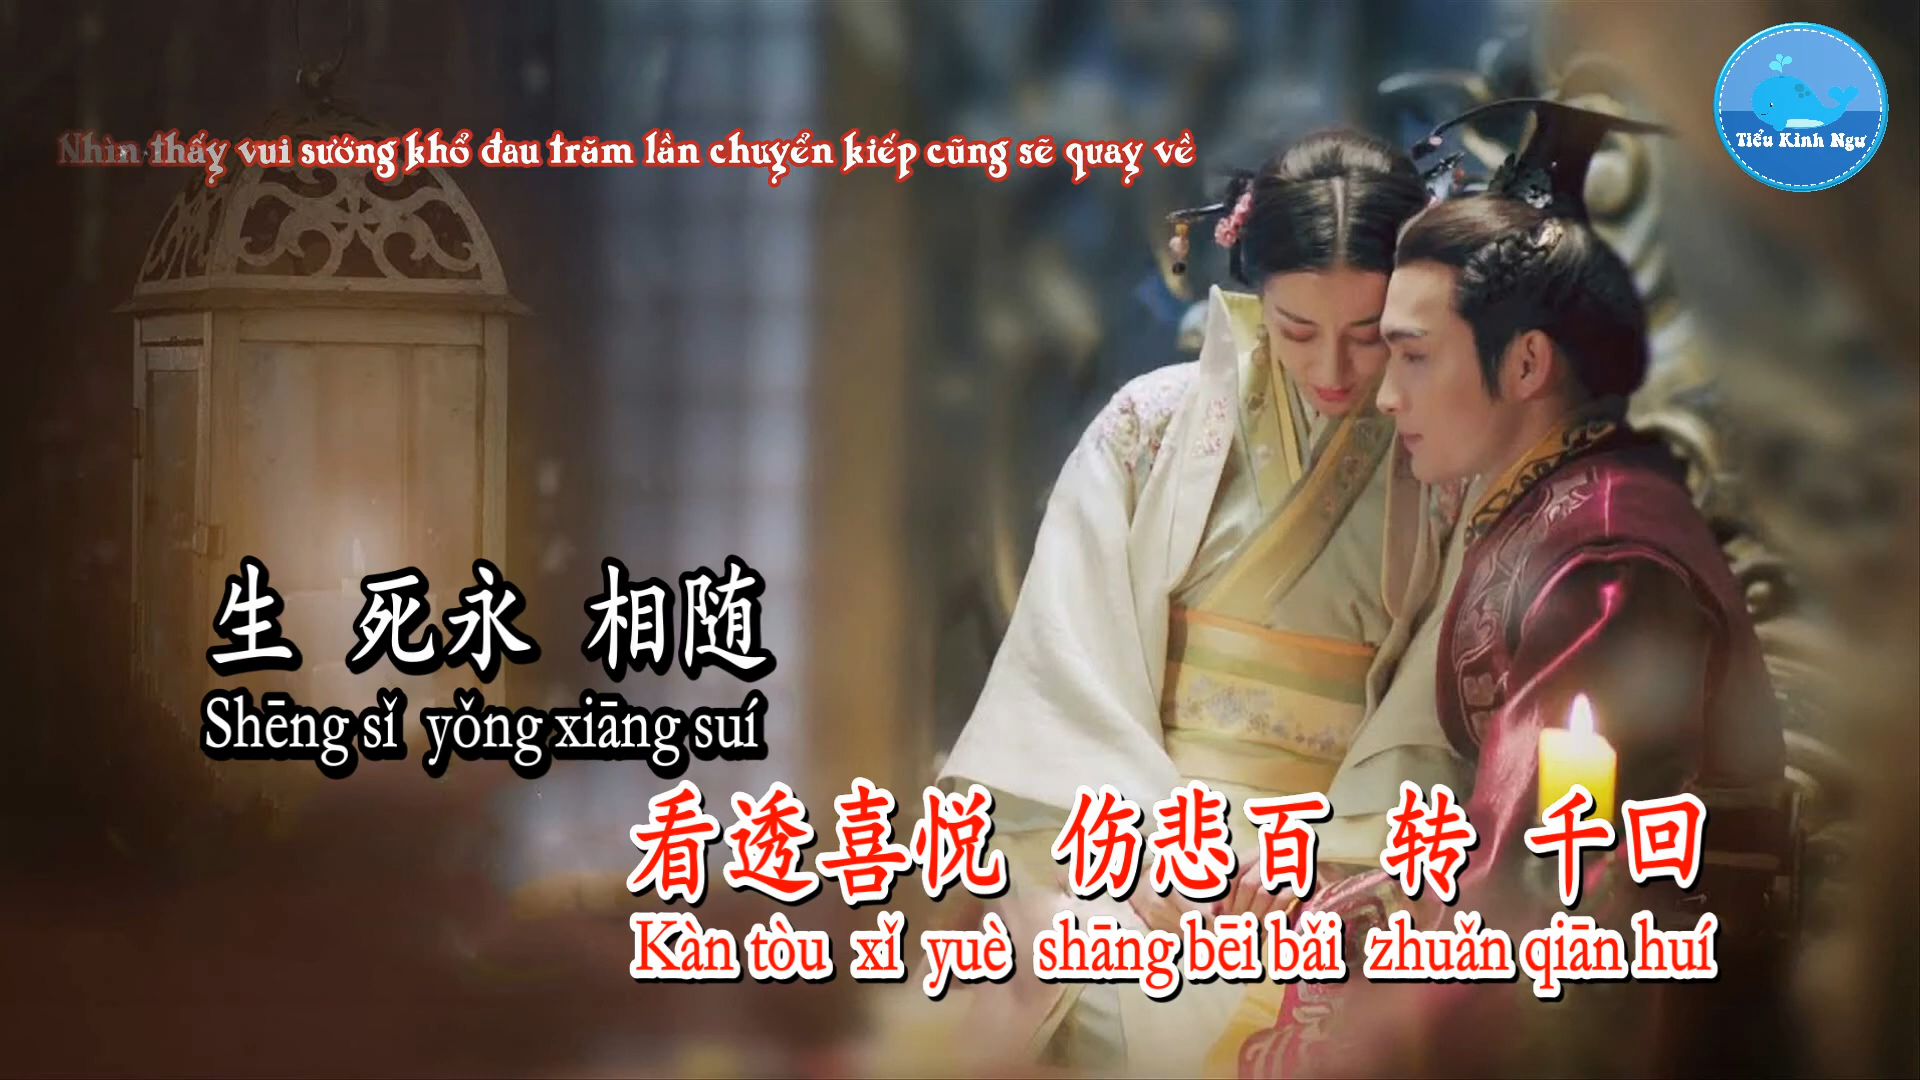 Tiểu Kình Ngư
Nhìn thấy vui sướng khổ đau trăm lần chuyển kiếp cũng sẽ quay về
生 死永 相随
Shēng sǐ yǒng xiāng suí
看透喜悦 伤悲百 转 千回
Kàn tòu xǐ yuè shāng bēi bǎi zhuǎn qiān huí